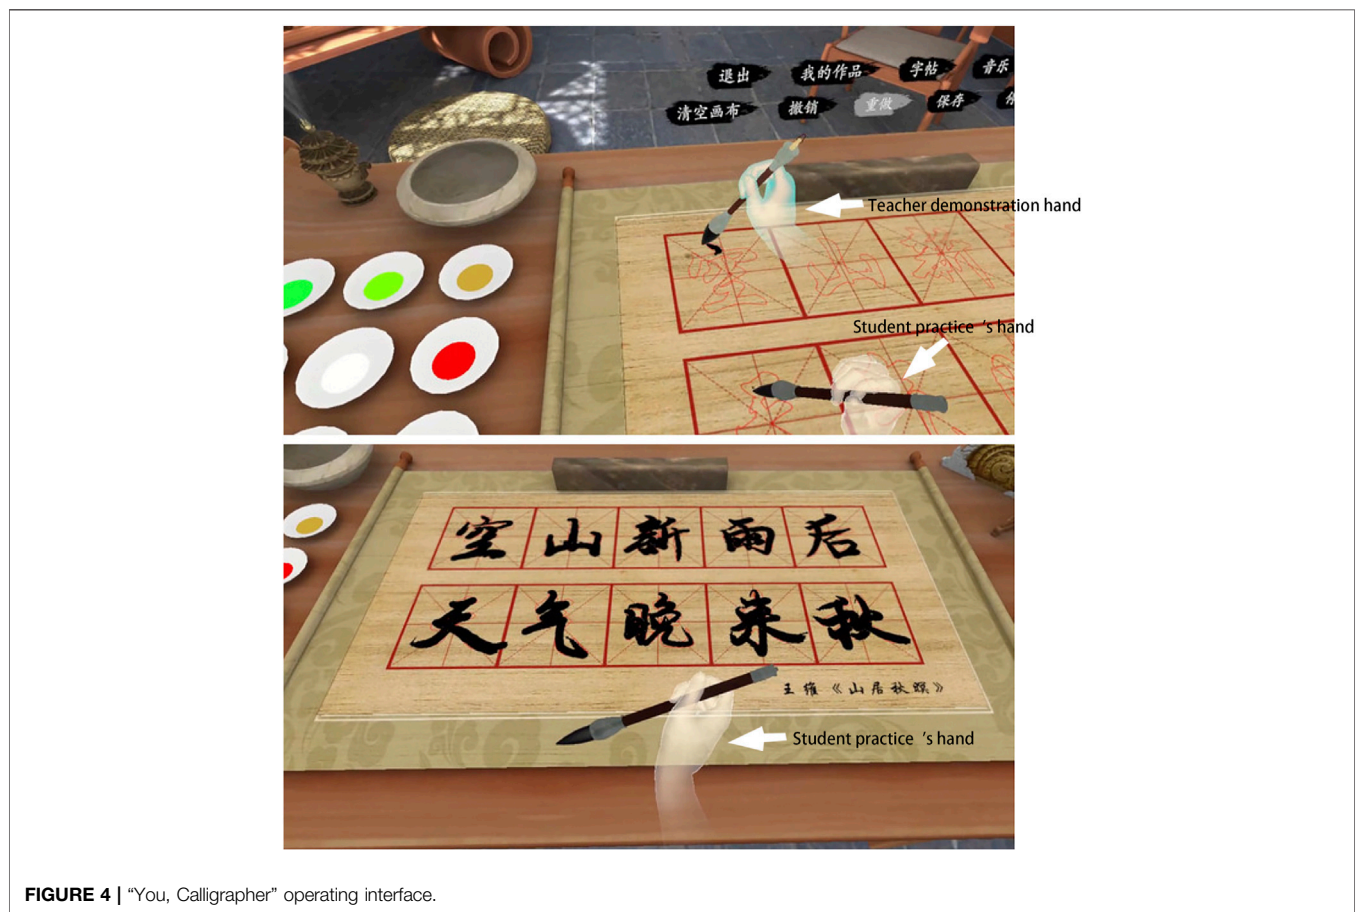 退出 我的作品 字帖 音乐
清空画布 撤销 重做 保存
Teacher demonstration hand
Student practice ‘s hand
空山新雨后
天气晚来秋
王维《山居秋暝》
Student practice ‘s hand
FIGURE 4 | “You, Calligrapher” operating interface.